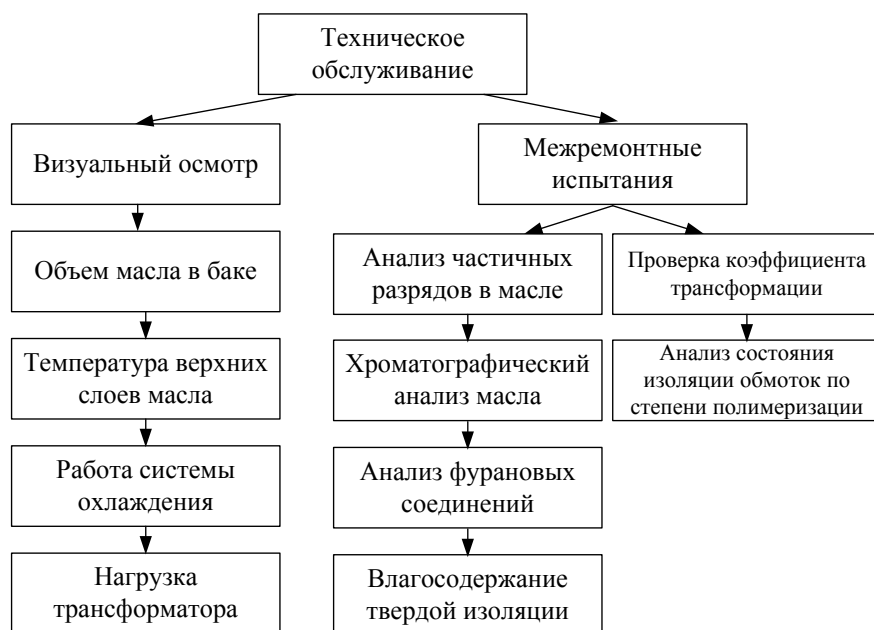 Техническое
обслуживание
Визуальный осмотр
Межремонтные
испытания
Объем масла в баке
Анализ частичных
разрядов в масле
Проверка коэффициента
трансформации
Температура верхних
слоев масла
Хроматографический
анализ масла
Анализ состояния
изоляции обмоток по
степени полимеризации
Работа системы
охлаждения
Анализ фурановых
соединений
Нагрузка
трансформатора
Влагосодержание
твердой изоляции